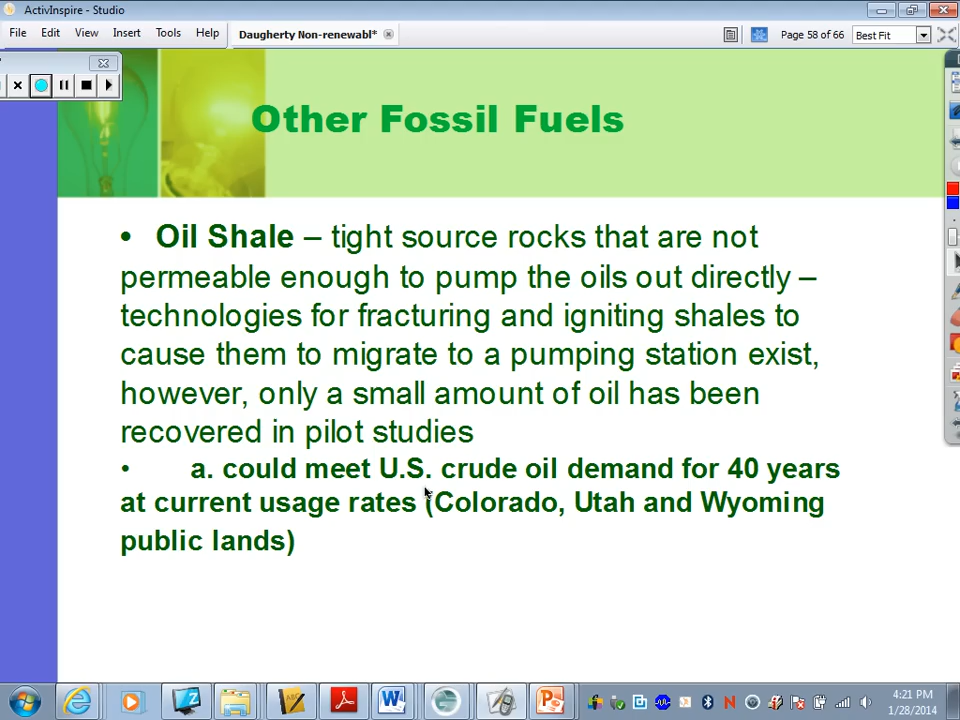 ActivInspire - Studio
File Edit View Insert Tools Help
Daugherty Non-renewabl*
Page 58 of 66
Best Fit
Other Fossil Fuels
• Oil Shale – tight source rocks that are not
permeable enough to pump the oils out directly –
technologies for fracturing and igniting shales to
cause them to migrate to a pumping station exist,
however, only a small amount of oil has been
recovered in pilot studies
• a. could meet U.S. crude oil demand for 40 years
at current usage rates (Colorado, Utah and Wyoming
public lands)
4:21 PM
1/28/2014